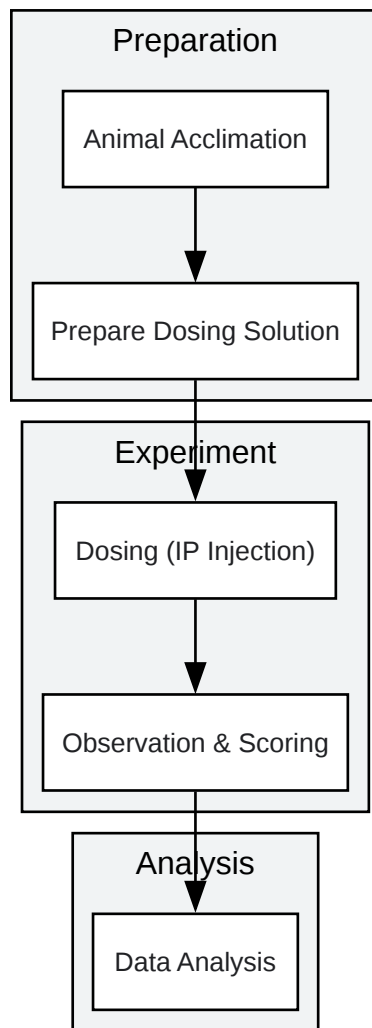 Preparation
Animal Acclimation
Prepare Dosing Solution
Experiment
Dosing (IP Injection)
Observation & Scoring
Analysis
Data Analysis